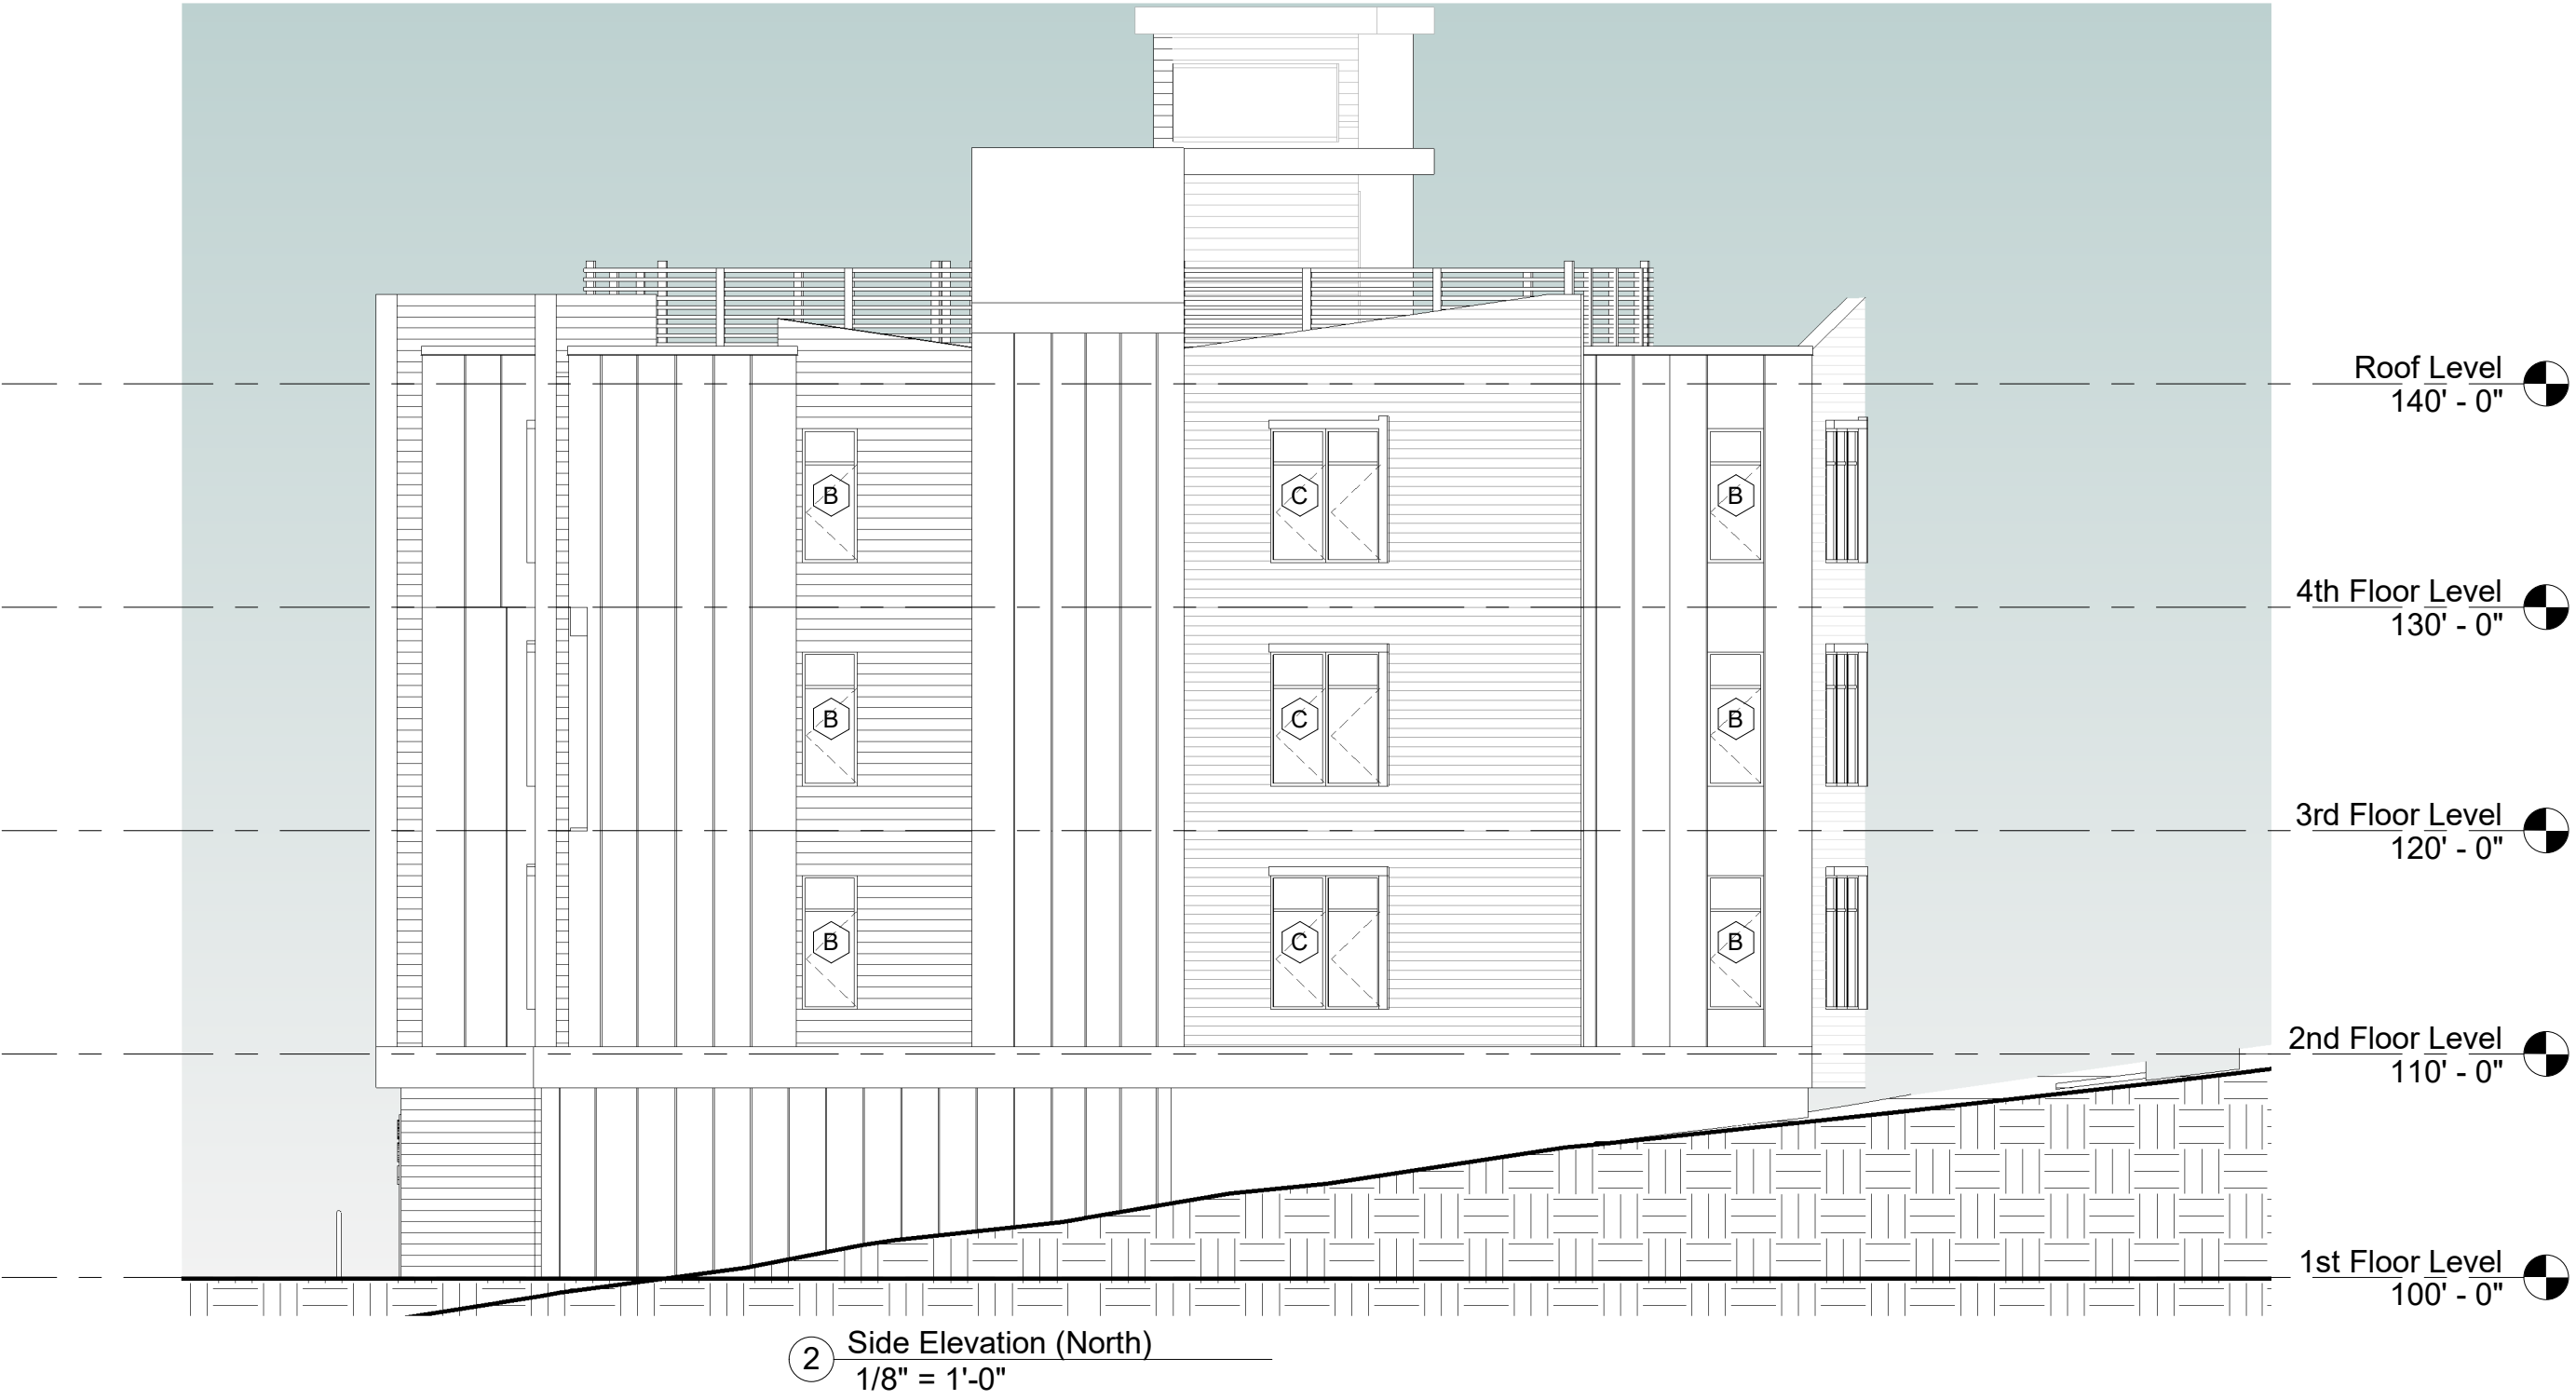 Roof Level
140' - 0"
B
C
B
4th Floor Level
130' - 0"
B
C
B
3rd Floor Level
120' - 0"
B
C
B
2nd Floor Level
110' - 0"
1st Floor Level
100' - 0"
2
Side Elevation (North)
1/8" = 1'-0"